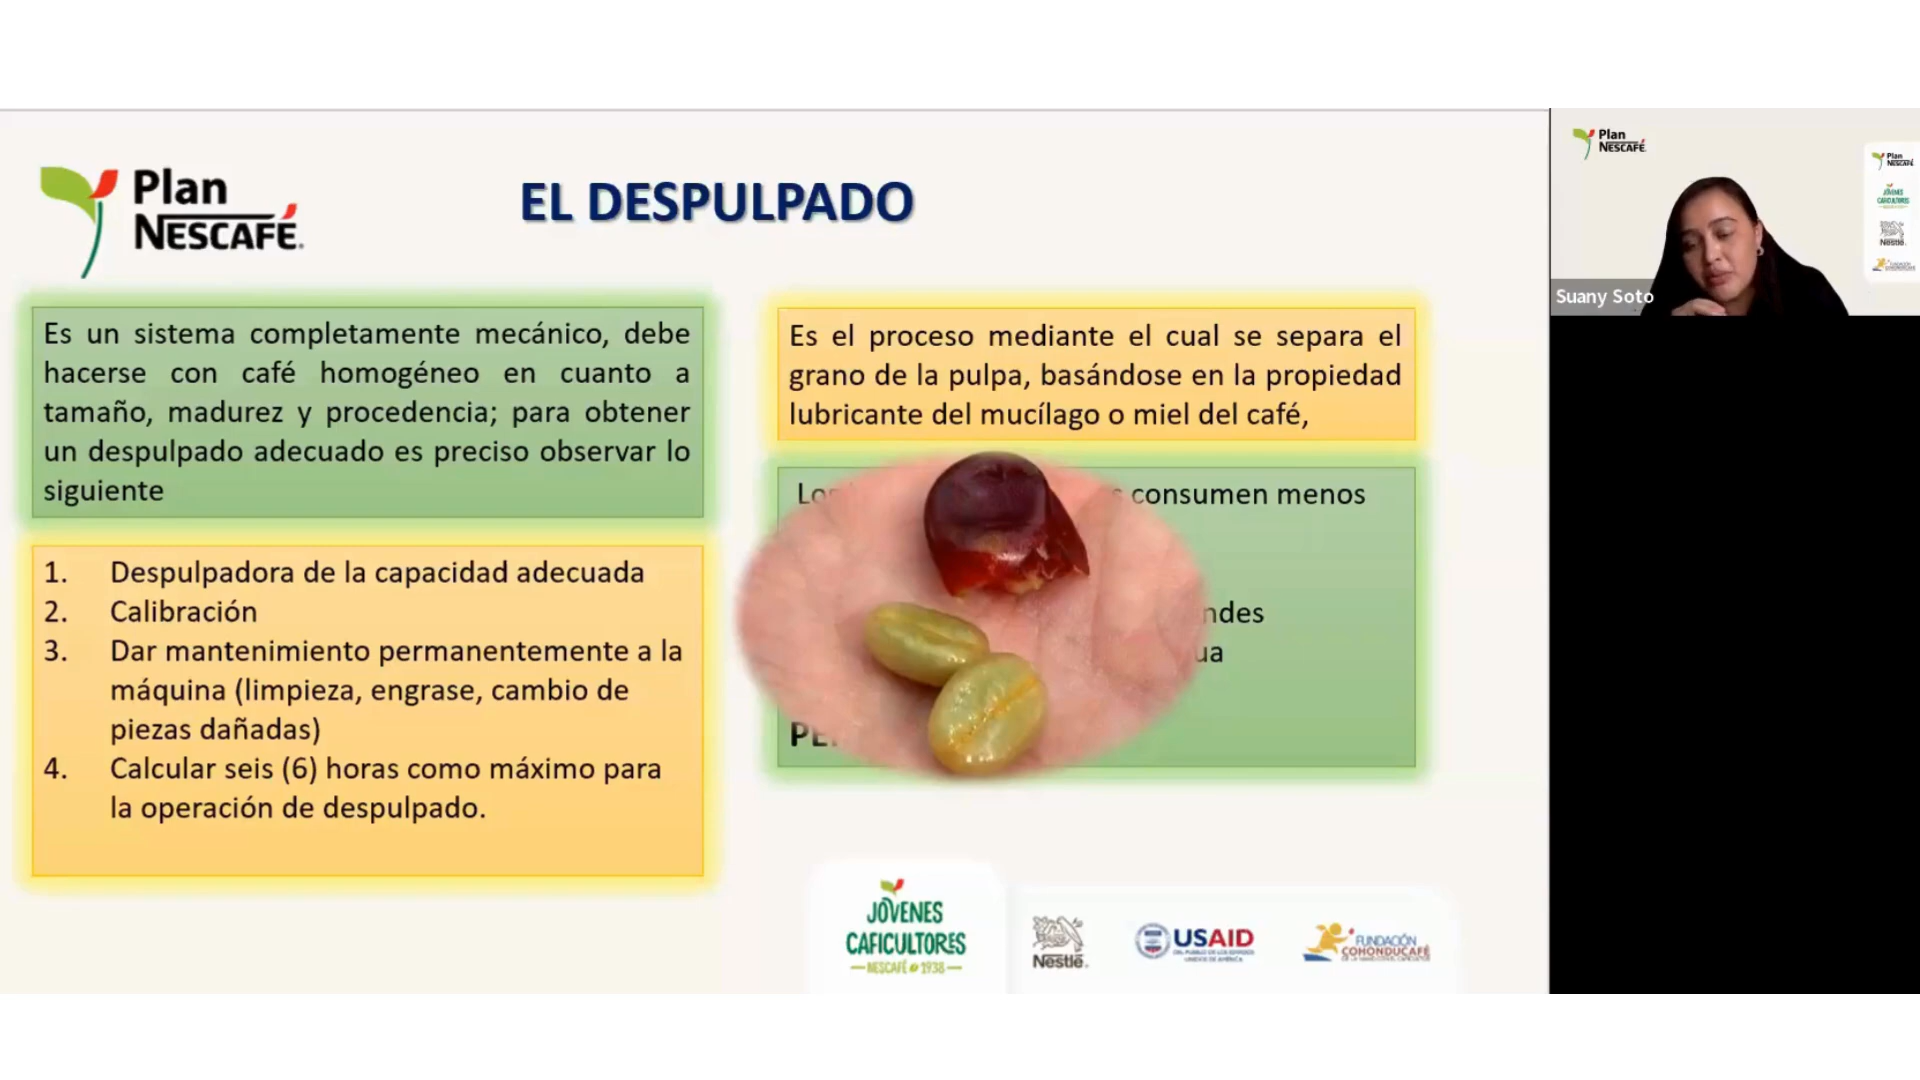 Plan
NESCAFÉ
EL DESPULPADO
Es un sistema completamente mecánico, debe
hacerse con café homogéneo en cuanto a
tamaño, madurez y procedencia; para obtener
un despulpado adecuado es preciso observar lo
siguiente
1. Despulpadora de la capacidad adecuada
2. Calibración
3. Dar mantenimiento permanentemente a la
máquina (limpieza, engrase, cambio de
piezas dañadas)
4. Calcular seis (6) horas como máximo para
la operación de despulpado.
Es el proceso mediante el cual se separa el
grano de la pulpa, basándose en la propiedad
lubricante del mucílago o miel del café,
consumen menos
JÓVENES
CAFICULTORES
NESCAFÉ 1938
Nestlé
USAID
DEL PUEBLO DE LOS ESTADOS
UNIDOS DE AMÉRICA
FUNDACIÓN
COHONDUCAFÉ
Plan
NESCAFÉ
Suany Soto
Plan
NESCAFÉ
JÓVENES
CAFICULTORES
Nestlé